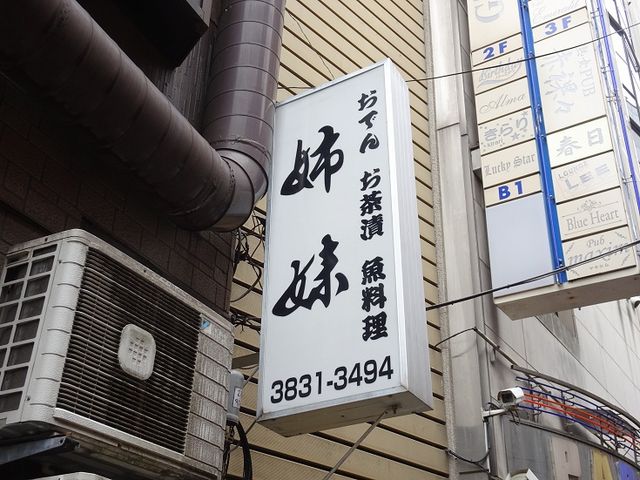 おでん お茶漬 魚料理
姉妹
3831-3494
2F
3F
Alma
きらり
Lucky Star
B1
春日
LOUNGE
LEE
Blue Heart
Pub
maxim